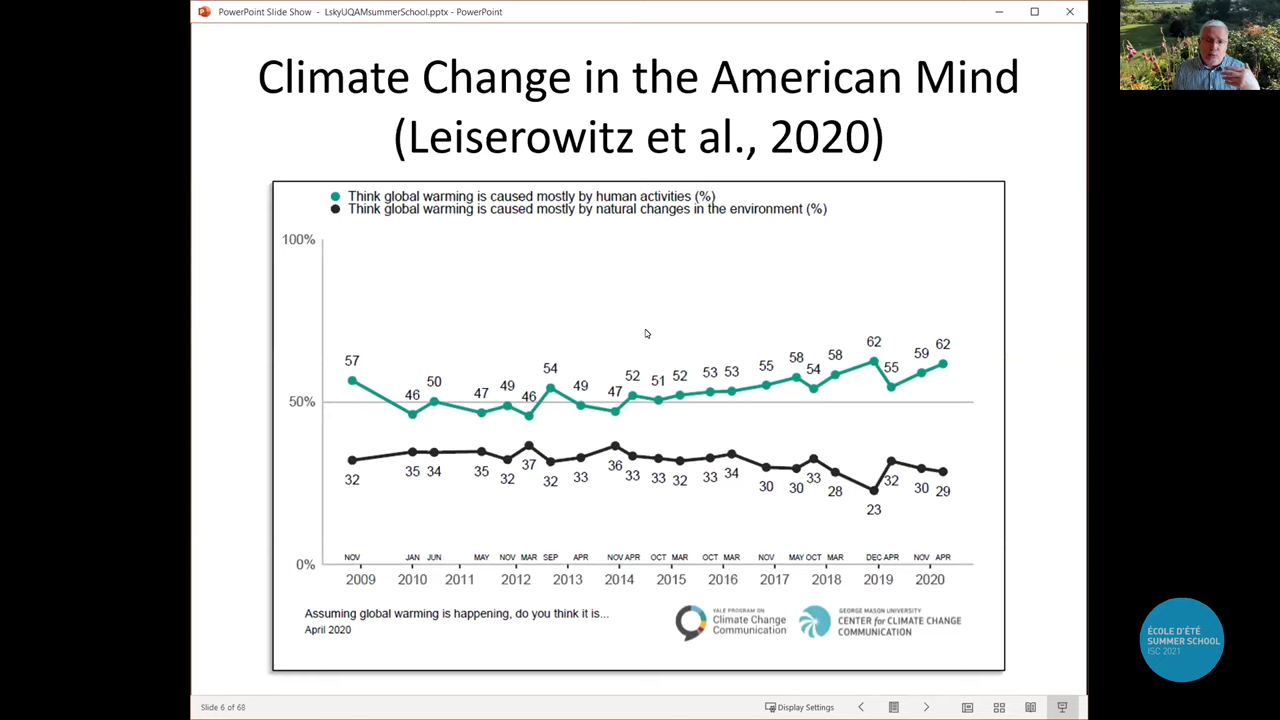 PowerPoint Slide Show - LskyUQAMsummerSchool.pptx - PowerPoint
Climate Change in the American Mind
(Leiserowitz et al., 2020)
Think global warming is caused mostly by human activities (%)
Think global warming is caused mostly by natural changes in the environment (%)
100%
57 46 50 47 49 46 54 49 47 52 51 52 53 53 55 58 54 58 62 55 59 62
50%
32 35 34 35 32 37 32 33 36 33 33 32 33 34 30 30 33 28 23 32 30 29
NOV JAN JUN MAY NOV MAR SEP APR NOV APR OCT MAR OCT MAR NOV MAY OCT MAR DEC APR NOV APR
0%
2009 2010 2011 2012 2013 2014 2015 2016 2017 2018 2019 2020
Assuming global warming is happening, do you think it is...
April 2020
YALE PROGRAM ON
Climate Change
Communication
GEORGE MASON UNIVERSITY
CENTER for CLIMATE CHANGE
COMMUNICATION
ÉCOLE D'ÉTÉ
SUMMER SCHOOL
ISC 2021
Slide 6 of 68
Display Settings